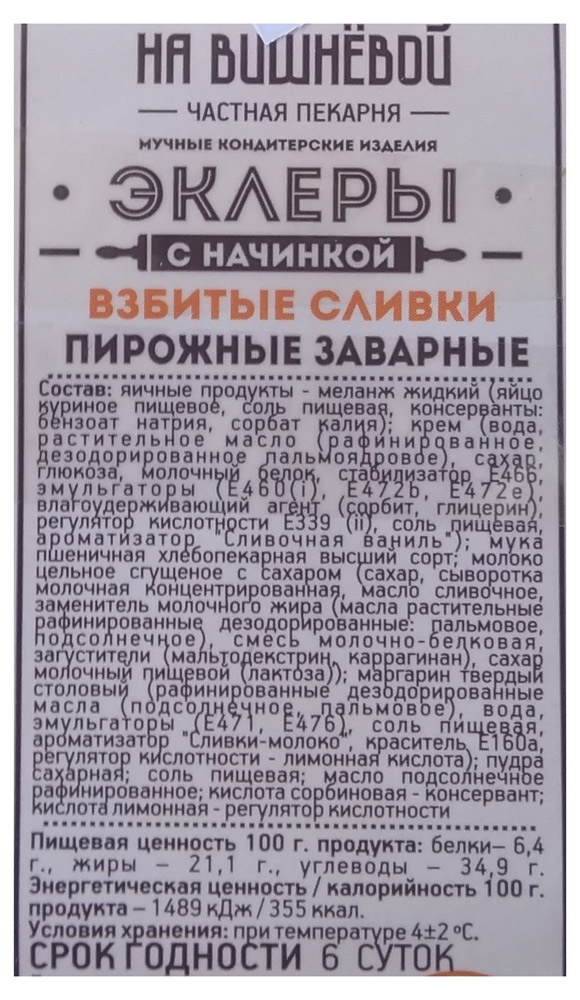 НА ВИШНЁВОЙ
ЧАСТНАЯ ПЕКАРНЯ
МУЧНЫЕ КОНДИТЕРСКИЕ ИЗДЕЛИЯ
ЭКЛЕРЫ
С НАЧИНКОЙ
ВЗБИТЫЕ СЛИВКИ
ПИРОЖНЫЕ ЗАВАРНЫЕ
Состав: яичные продукты - меланж жидкий (яйцо
куриное пищевое, соль пищевая, консерванты:
бензоат натрия, сорбат калия); крем (вода,
растительное масло (рафинированное,
дезодорированное пальмоядровое), сахар,
глюкоза, молочный белок, стабилизатор Е466,
эмульгаторы (Е460(i), Е472b, Е472е),
влагоудерживающий агент (сорбит, глицерин),
регулятор кислотности Е339 (ii), соль пищевая,
ароматизатор "Сливочная ваниль"); мука
пшеничная хлебопекарная высший сорт; молоко
цельное сгущеное с сахаром (сахар, сыворотка
молочная концентрированная, масло сливочное,
заменитель молочного жира (масла растительные
рафинированные дезодорированные: пальмовое,
подсолнечное), смесь молочно-белковая,
загустители (мальтодекстрин, каррагинан), сахар
молочный пищевой (лактоза)); маргарин твердый
столовый (рафинированные дезодорированные
масла (подсолнечное, пальмовое), вода,
эмульгаторы (Е471, Е476), соль пищевая,
ароматизатор "Сливки-молоко", краситель Е160а,
регулятор кислотности - лимонная кислота); пудра
сахарная; соль пищевая; масло подсолнечное
рафинированное; кислота сорбиновая - консервант;
кислота лимонная - регулятор кислотности
Пищевая ценность 100 г. продукта: белки– 6,4
г., жиры – 21,1 г., углеводы – 34,9 г.
Энергетическая ценность / калорийность 100 г.
продукта – 1489 кДж / 355 ккал.
Условия хранения: при температуре 4±2 ºС.
СРОК ГОДНОСТИ 6 СУТОК